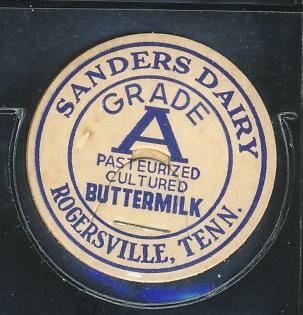 SANDERS DAIRY
GRADE
A
PASTEURIZED
CULTURED
BUTTERMILK
ROGERSVILLE, TENN.